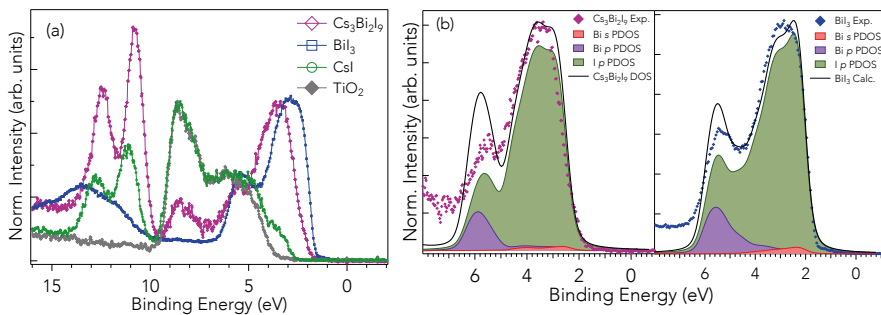 (a)
Cs₃Bi₂I₉
BiI₃
CsI
TiO₂
Norm. Intensity (arb. units)
16 15 10 5 0
Binding Energy (eV)
(b)
Cs₃Bi₂I₉ Exp.
Bi s PDOS
Bi p PDOS
I p PDOS
Cs₃Bi₂I₉ DOS
BiI₃ Exp.
Bi s PDOS
Bi p PDOS
I p PDOS
BiI₃ Calc.
Norm. Intensity (arb. units)
6 4 2 0 6 4 2 0
Binding Energy (eV)